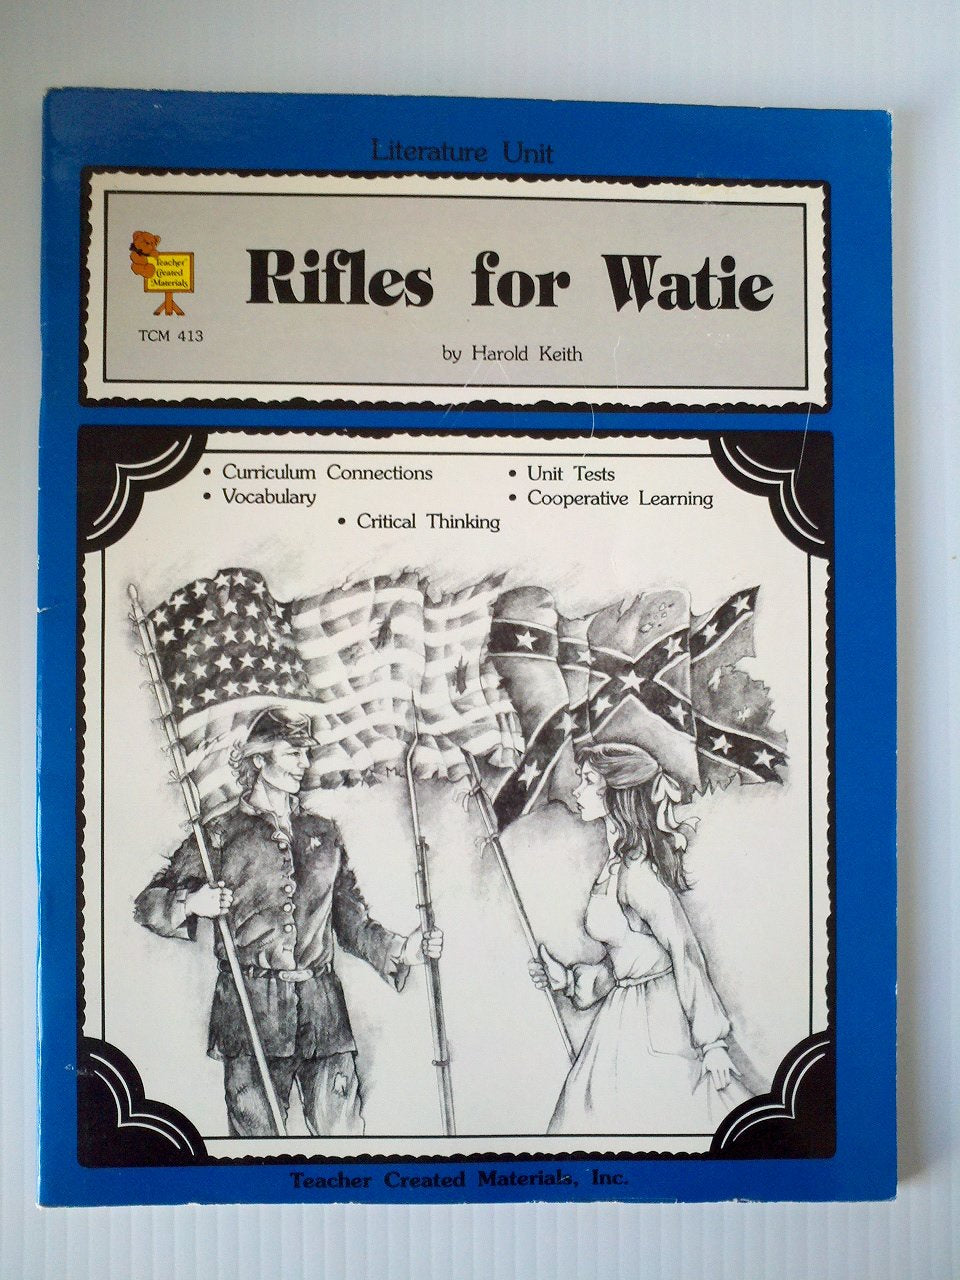 Literature Unit
Teacher
Created
Materials
TCM 413
Rifles for Watie
by Harold Keith
• Curriculum Connections
• Unit Tests
• Vocabulary
• Cooperative Learning
• Critical Thinking
Teacher Created Materials, Inc.